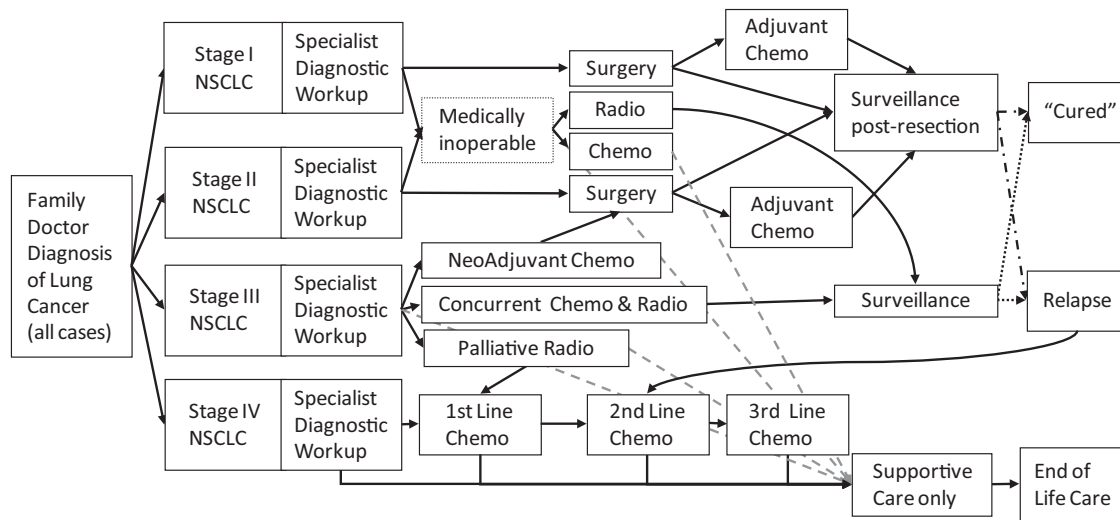 Family
Doctor
Diagnosis
of Lung
Cancer
(all cases)
Stage I
NSCLC
Specialist
Diagnostic
Workup
Stage II
NSCLC
Specialist
Diagnostic
Workup
Stage III
NSCLC
Specialist
Diagnostic
Workup
Stage IV
NSCLC
Specialist
Diagnostic
Workup
Medically
inoperable
Surgery
Radio
Chemo
Surgery
NeoAdjuvant Chemo
Concurrent Chemo & Radio
Palliative Radio
1st Line
Chemo
2nd Line
Chemo
3rd Line
Chemo
Adjuvant
Chemo
Adjuvant
Chemo
Surveillance
post-resection
Surveillance
“Cured”
Relapse
Supportive
Care only
End of
Life Care